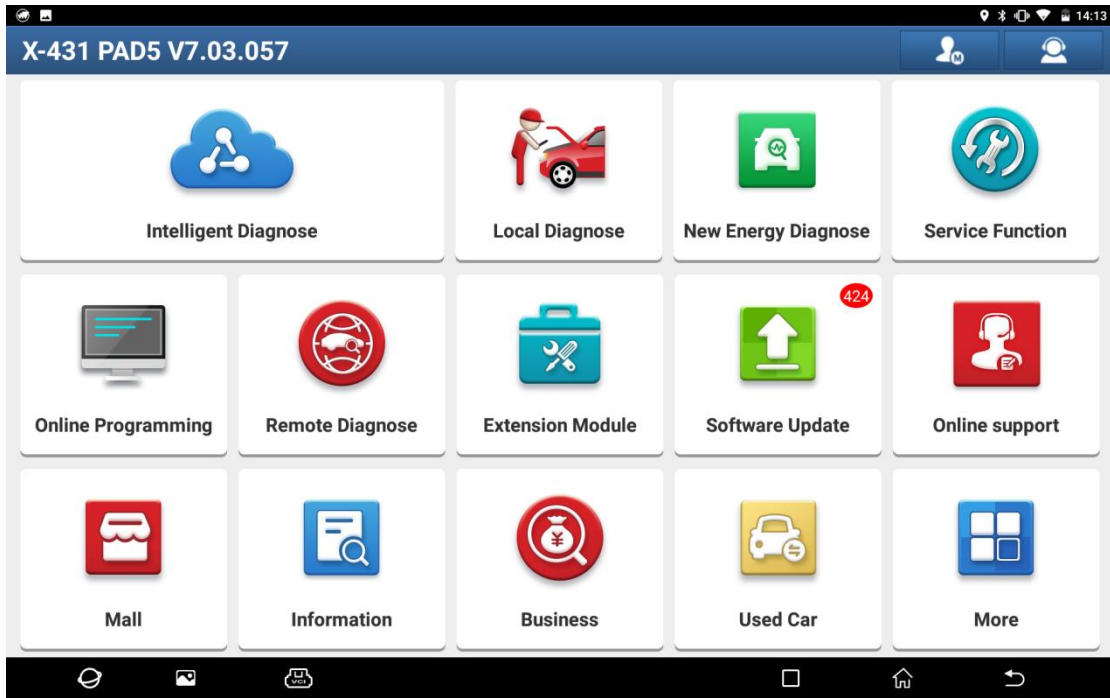 14:13
X-431 PAD5 V7.03.057
M
Intelligent Diagnose
Local Diagnose
New Energy Diagnose
Service Function
424
Online Programming
Remote Diagnose
Extension Module
Software Update
Online support
¥
Mall
Information
Business
Used Car
More
VCI